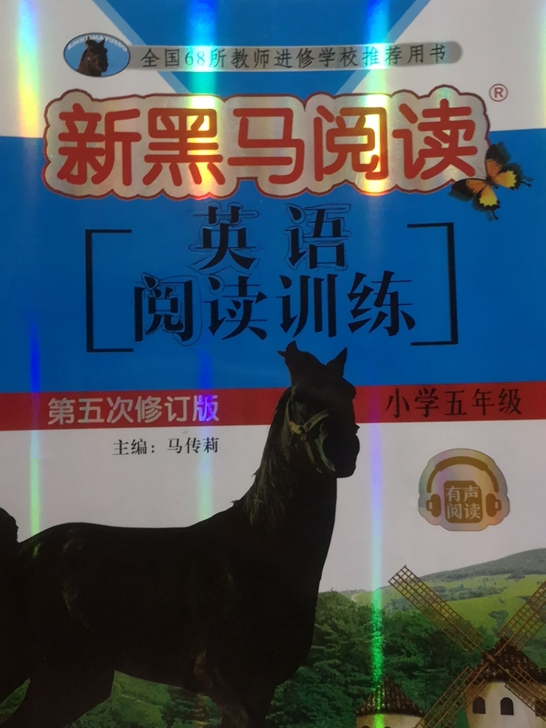 全国68所教师进修学校推荐用书
新黑马阅读®
英语
阅读训练
第五次修订版
小学五年级
主编：马传莉
有声
阅读